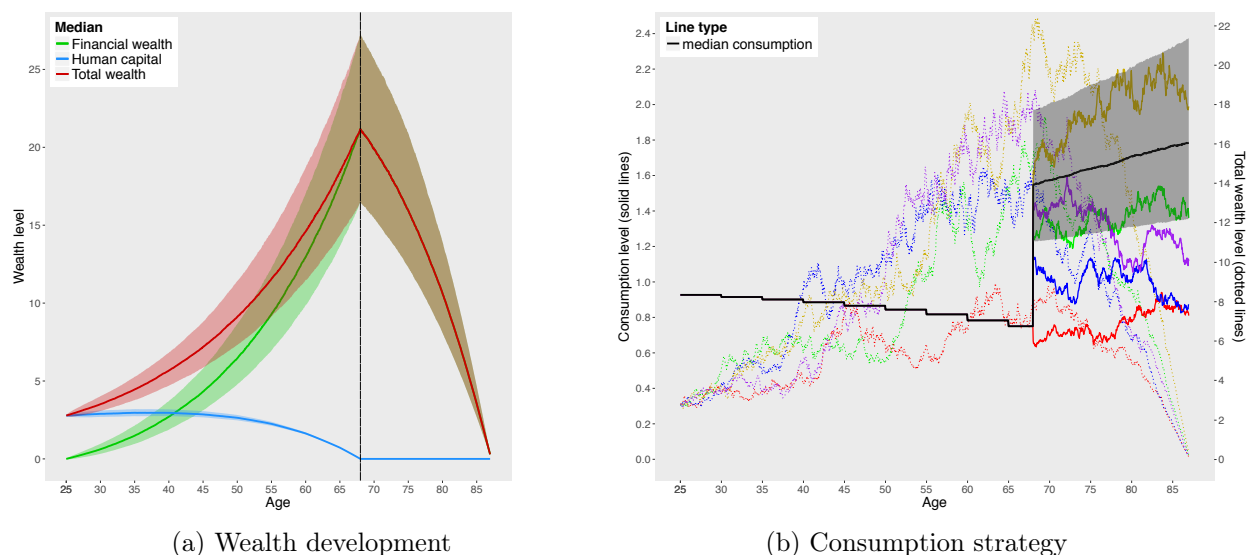 Median
Financial wealth
Human capital
Total wealth
Wealth level
25
20
15
10
5
0
25 30 35 40 45 50 55 60 65 70 75 80 85
Age
(a) Wealth development
Line type
median consumption
Consumption level (solid lines)
2.4
2.2
2.0
1.8
1.6
1.4
1.2
1.0
0.8
0.6
0.4
0.2
0.0
22
20
18
16
14
12
10
8
6
4
2
0
Total wealth level (dotted lines)
25 30 35 40 45 50 55 60 65 70 75 80 85
Age
(b) Consumption strategy